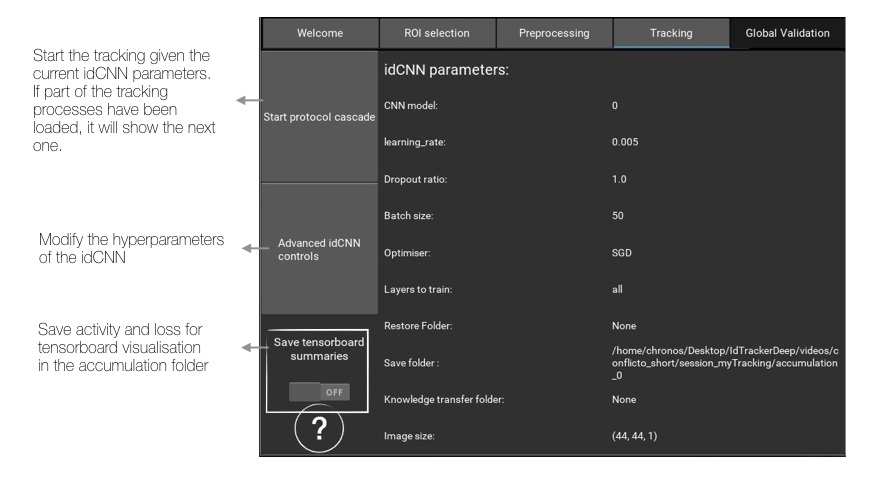 Start the tracking given the
current idCNN parameters.
If part of the tracking
processes have been
loaded, it will show the next
one.
Modify the hyperparameters
of the idCNN
Save activity and loss for
tensorboard visualisation
in the accumulation folder
Welcome
ROI selection
Preprocessing
Tracking
Global Validation
Start protocol cascade
Advanced idCNN
controls
Save tensorboard
summaries
OFF
?
idCNN parameters:
CNN model: 0
learning_rate: 0.005
Dropout ratio: 1.0
Batch size: 50
Optimiser: SGD
Layers to train: all
Restore Folder: None
Save folder : /home/chronos/Desktop/IdTrackerDeep/videos/c
onflicto_short/session_myTracking/accumulation
_0
Knowledge transfer folder: None
Image size: (44, 44, 1)